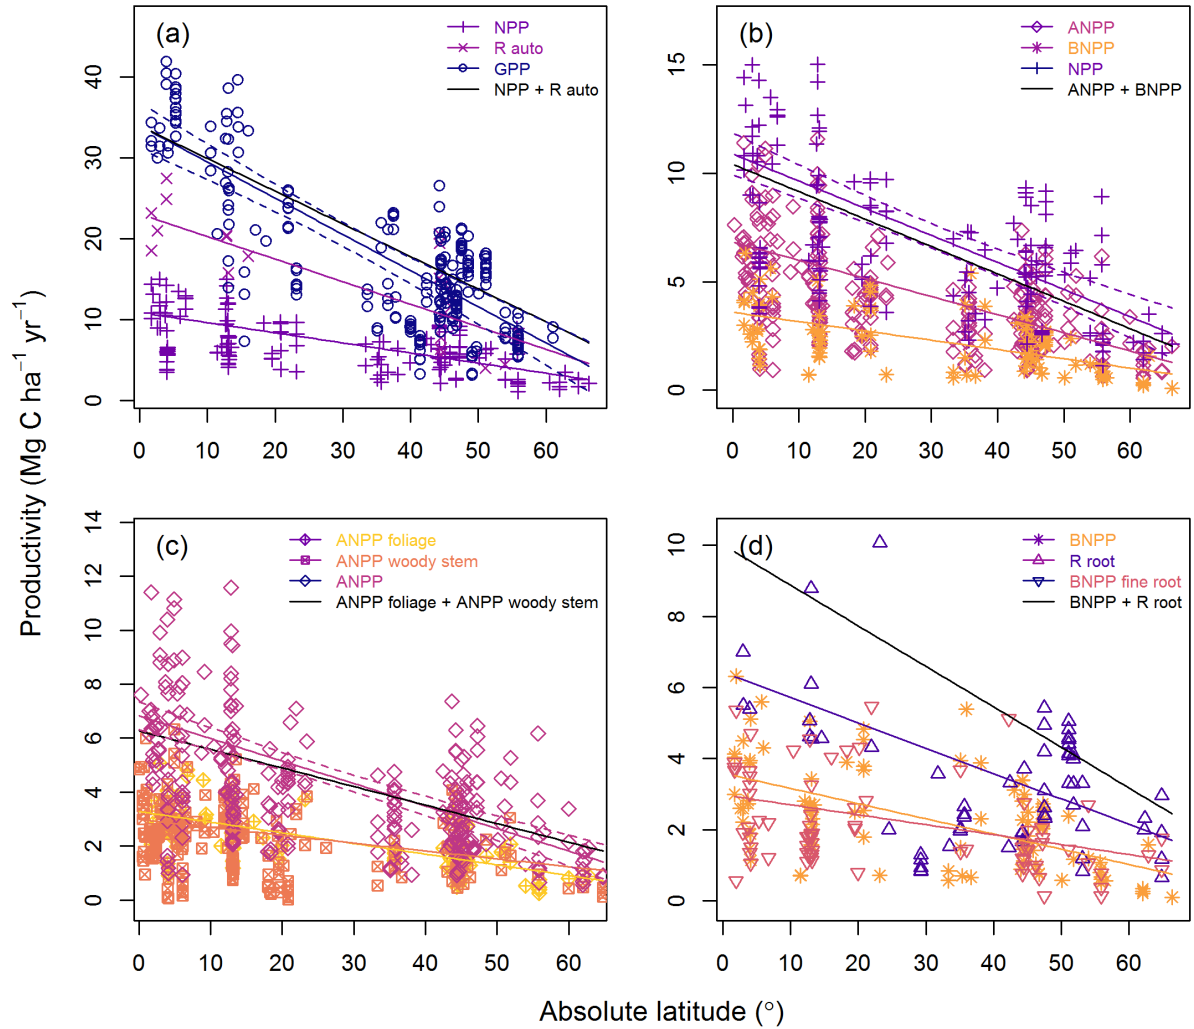 Productivity (Mg C ha⁻¹ yr⁻¹)
(a)
NPP
R auto
GPP
NPP + R auto
40
30
20
10
0
0 10 20 30 40 50 60
(b)
ANPP
BNPP
NPP
ANPP + BNPP
15
10
5
0
0 10 20 30 40 50 60
(c)
ANPP foliage
ANPP woody stem
ANPP
ANPP foliage + ANPP woody stem
14
12
10
8
6
4
2
0
0 10 20 30 40 50 60
(d)
BNPP
R root
BNPP fine root
BNPP + R root
10
8
6
4
2
0
0 10 20 30 40 50 60
Absolute latitude (°)